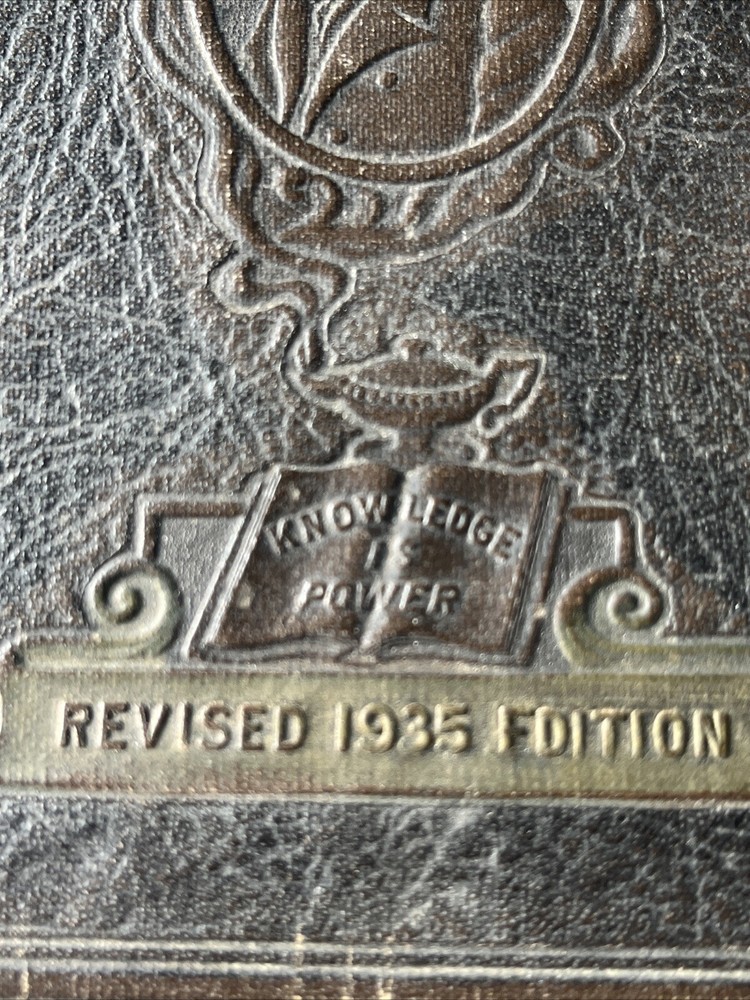 KNOWLEDGE
IS
POWER
REVISED 1935 EDITION